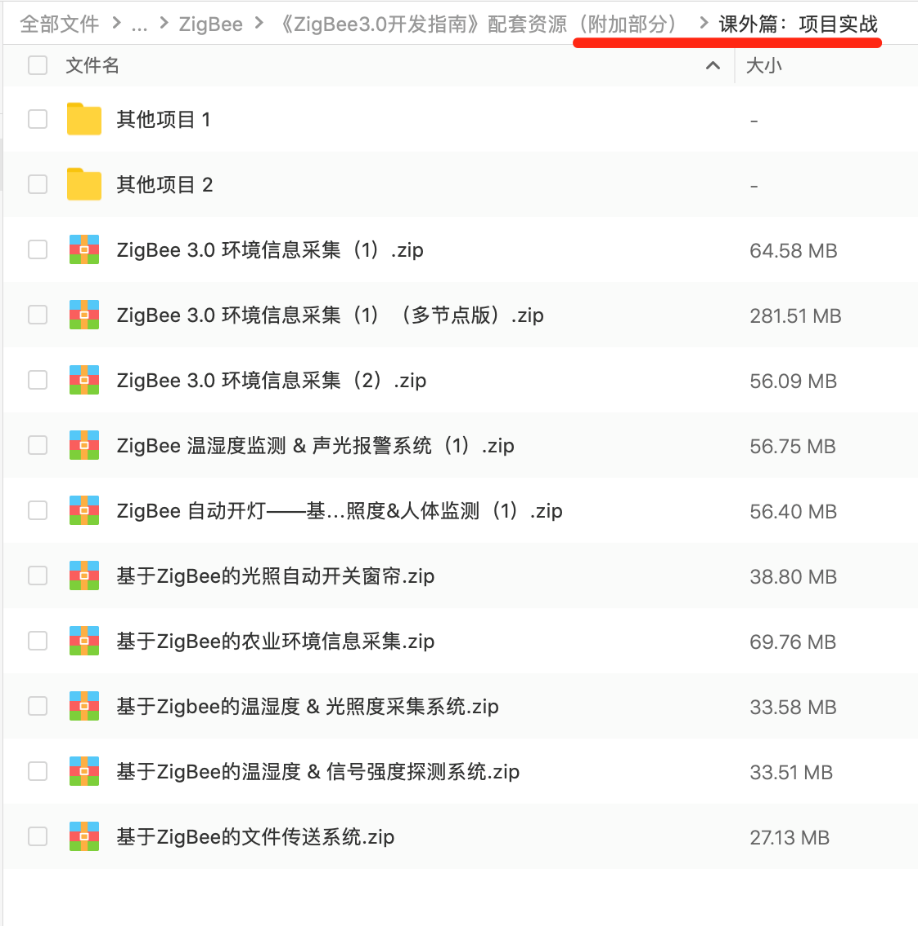 全部文件 > ... > ZigBee > 《ZigBee3.0开发指南》配套资源（附加部分） > 课外篇：项目实战
文件名 大小
其他项目 1 -
其他项目 2 -
ZigBee 3.0 环境信息采集（1）.zip 64.58 MB
ZigBee 3.0 环境信息采集（1）（多节点版）.zip 281.51 MB
ZigBee 3.0 环境信息采集（2）.zip 56.09 MB
ZigBee 温湿度监测 & 声光报警系统（1）.zip 56.75 MB
ZigBee 自动开灯——基...照度&人体监测（1）.zip 56.40 MB
基于ZigBee的光照自动开关窗帘.zip 38.80 MB
基于ZigBee的农业环境信息采集.zip 69.76 MB
基于Zigbee的温湿度 & 光照度采集系统.zip 33.58 MB
基于ZigBee的温湿度 & 信号强度探测系统.zip 33.51 MB
基于ZigBee的文件传送系统.zip 27.13 MB